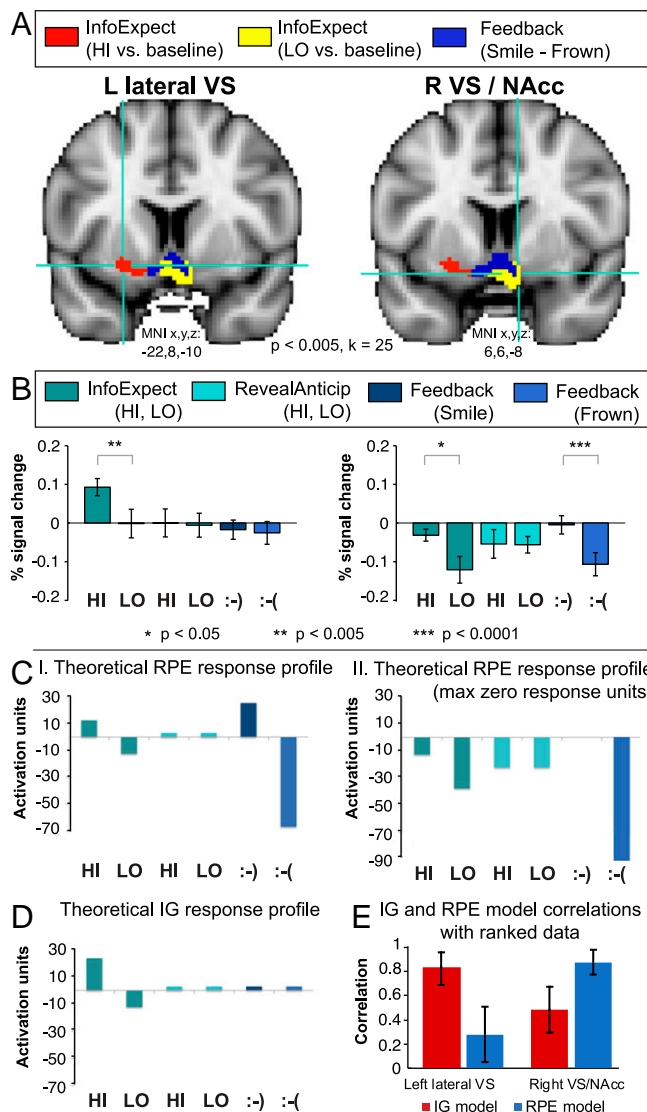 A
InfoExpect
(HI vs. baseline)
InfoExpect
(LO vs. baseline)
Feedback
(Smile - Frown)
L lateral VS
R VS / NAcc
MNI x,y,z:
-22,8,-10
p < 0.005, k = 25
MNI x,y,z:
6,6,-8
B
InfoExpect
(HI, LO)
RevealAnticip
(HI, LO)
Feedback
(Smile)
Feedback
(Frown)
% signal change
0.2
0.1
0
-0.1
-0.2
**
HI LO HI LO :-) :-(
% signal change
0.2
0.1
0
-0.1
-0.2
* ***
HI LO HI LO :-) :-(
* p < 0.05 ** p < 0.005 *** p < 0.0001
C
I. Theoretical RPE response profile
Activation units
30
10
-10
-30
-50
-70
HI LO HI LO :-) :-(
II. Theoretical RPE response profile
(max zero response units
Activation units
30
10
-10
-30
-50
-70
-90
HI LO HI LO :-) :-(
D
Theoretical IG response profile
Activation units
30
10
-10
-30
-50
-70
HI LO HI LO :-) :-(
E
IG and RPE model correlations
with ranked data
Correlation
1
0.8
0.6
0.4
0.2
0
Left lateral VS Right VS/NAcc
IG model RPE model